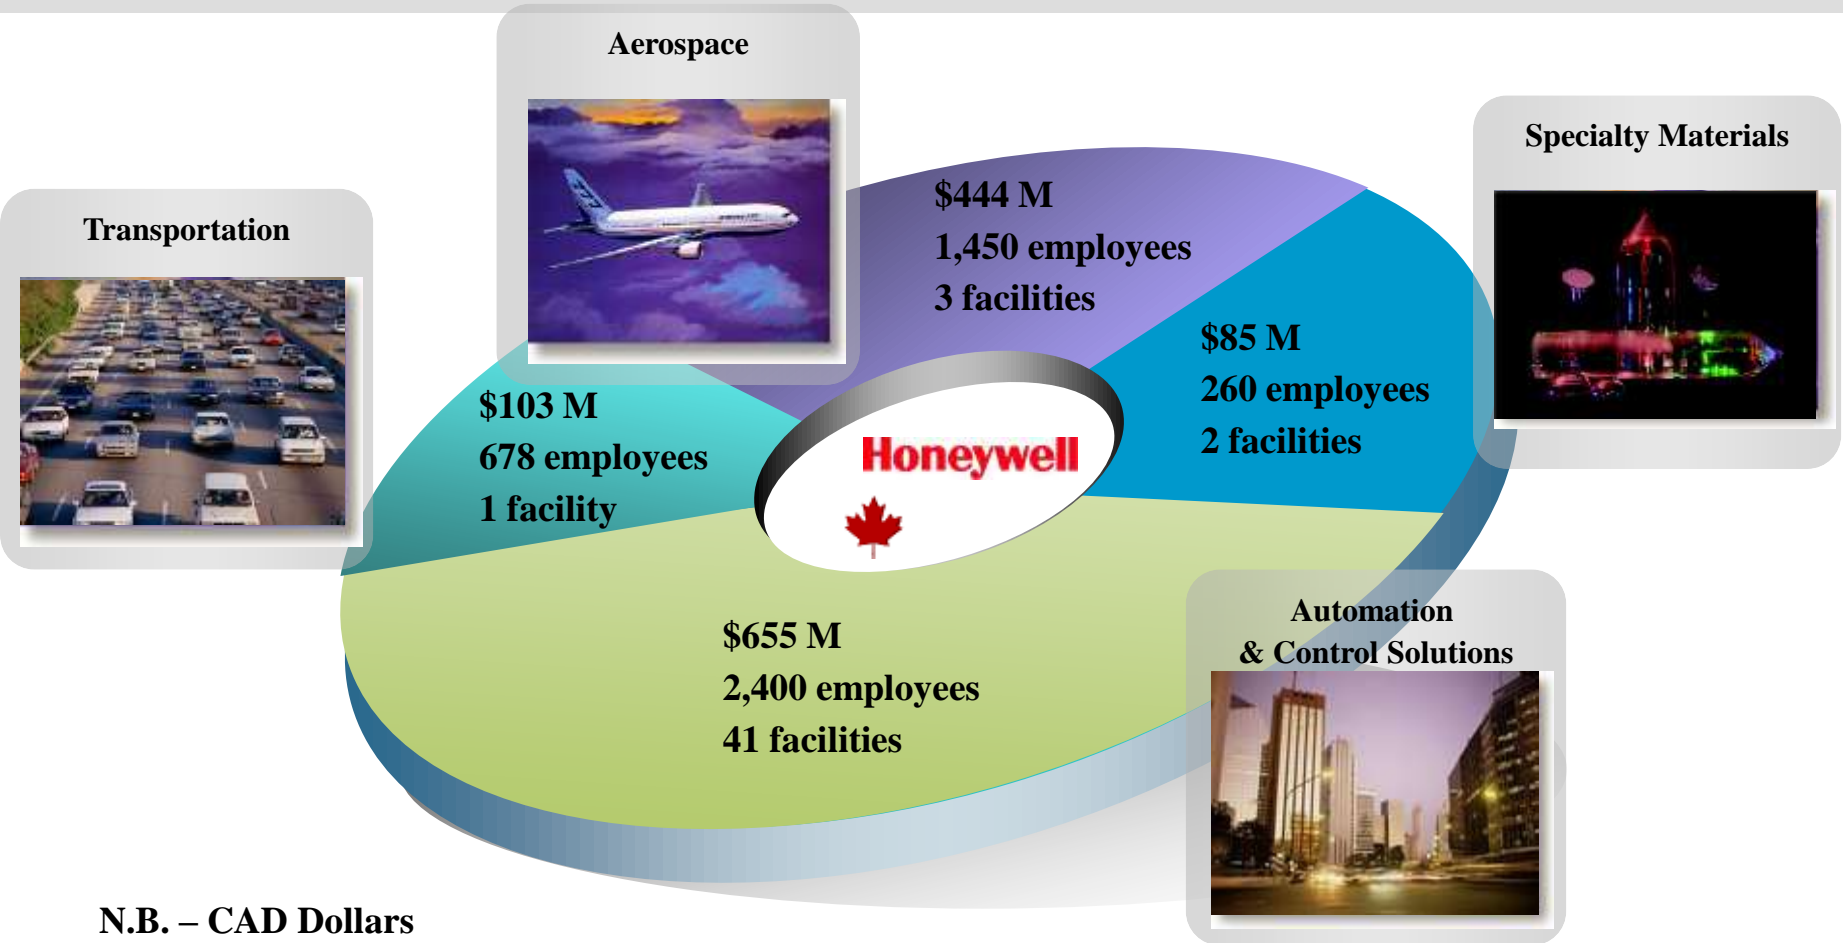 Aerospace
Specialty Materials
Transportation
$444 M
1,450 employees
3 facilities
$85 M
260 employees
2 facilities
$103 M
678 employees
1 facility
Honeywell
$655 M
2,400 employees
41 facilities
Automation
& Control Solutions
N.B. – CAD Dollars